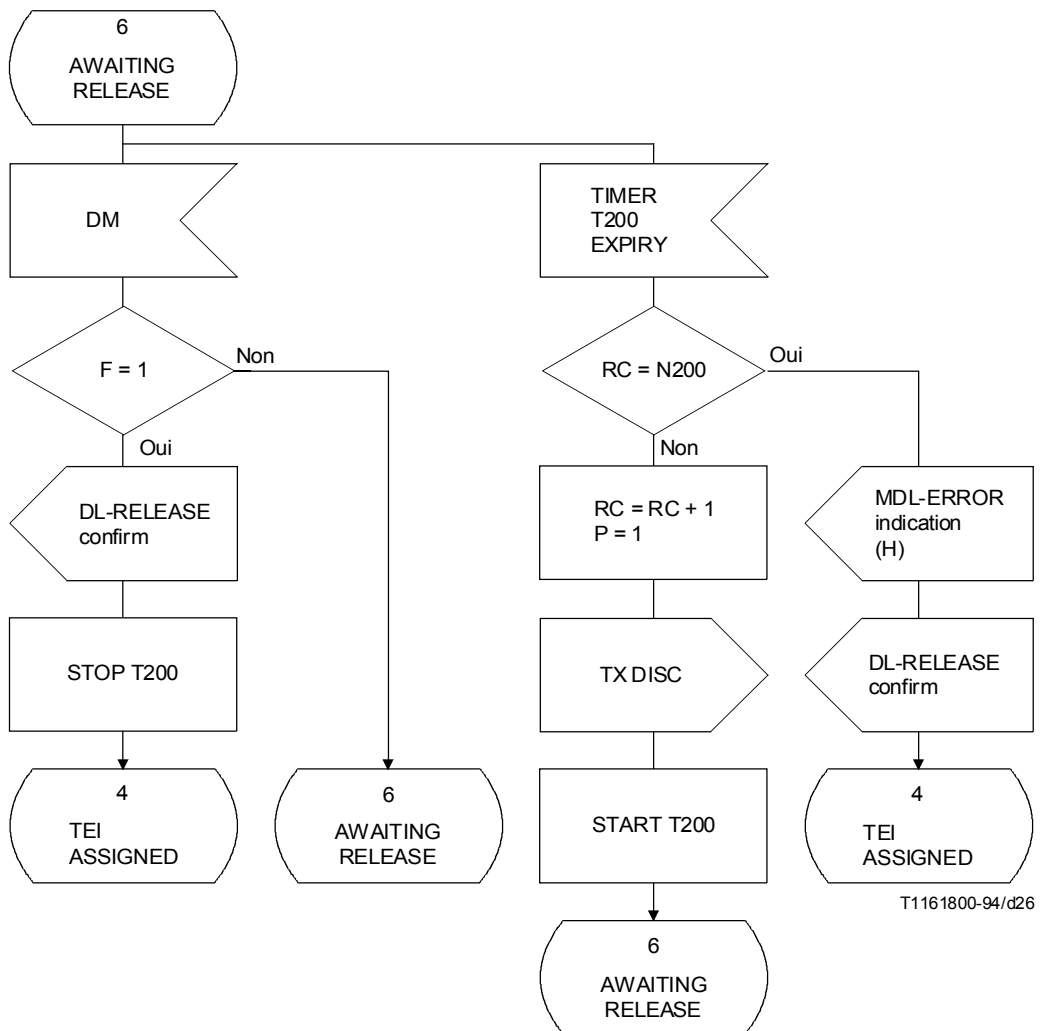 6
AWAITING
RELEASE
DM
TIMER
T200
EXPIRY
F = 1
Non
RC = N200
Oui
Oui
Non
DL-RELEASE
confirm
RC = RC + 1
P = 1
MDL-ERROR
indication
(H)
STOP T200
TX DISC
DL-RELEASE
confirm
4
TEI
ASSIGNED
6
AWAITING
RELEASE
START T200
4
TEI
ASSIGNED
T1161800-94/d26
6
AWAITING
RELEASE